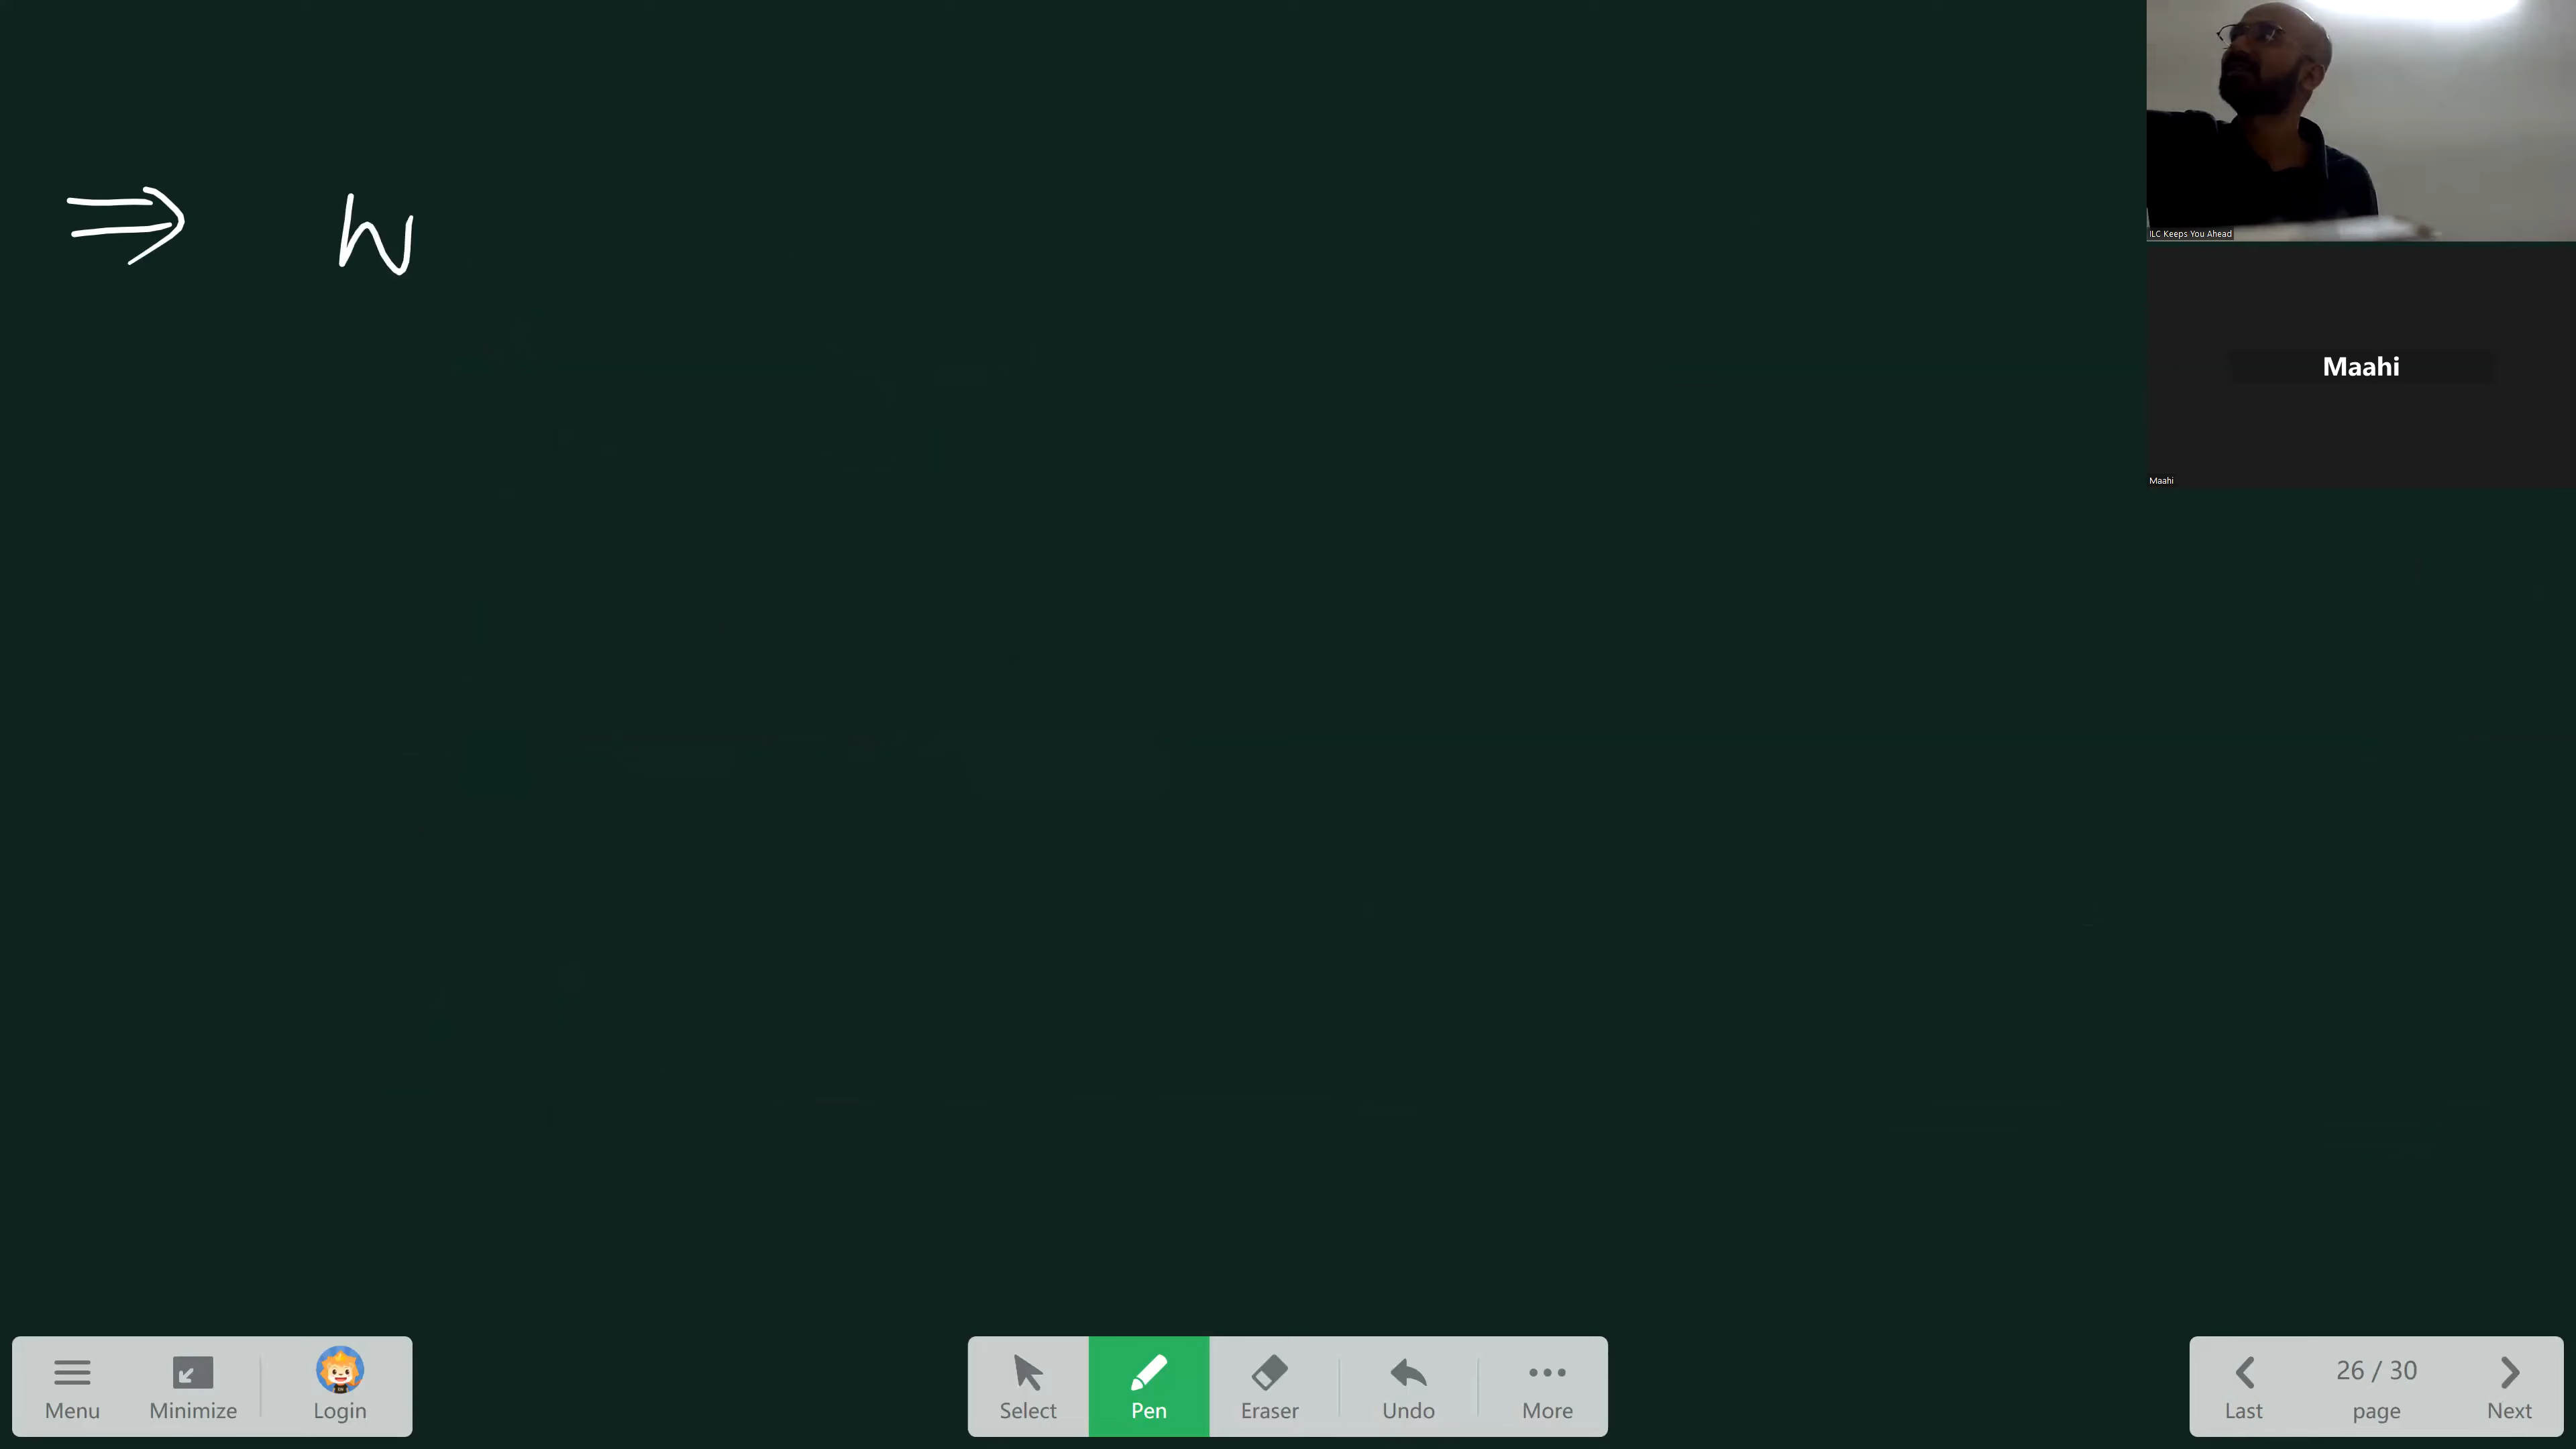 ⇒ W
ILC Keeps You Ahead
Maahi
Maahi
Menu Minimize Login Select Pen Eraser Undo More Last 26 / 30 page Next